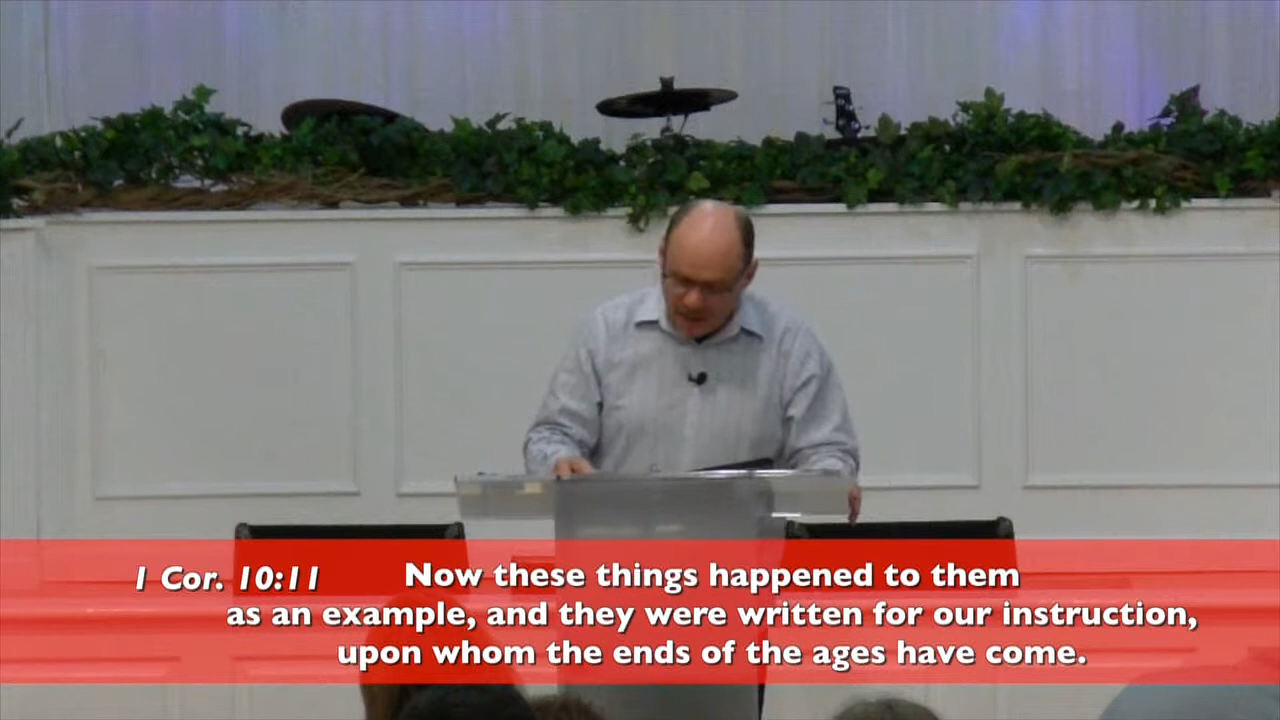 1 Cor. 10:11 Now these things happened to them
as an example, and they were written for our instruction,
upon whom the ends of the ages have come.